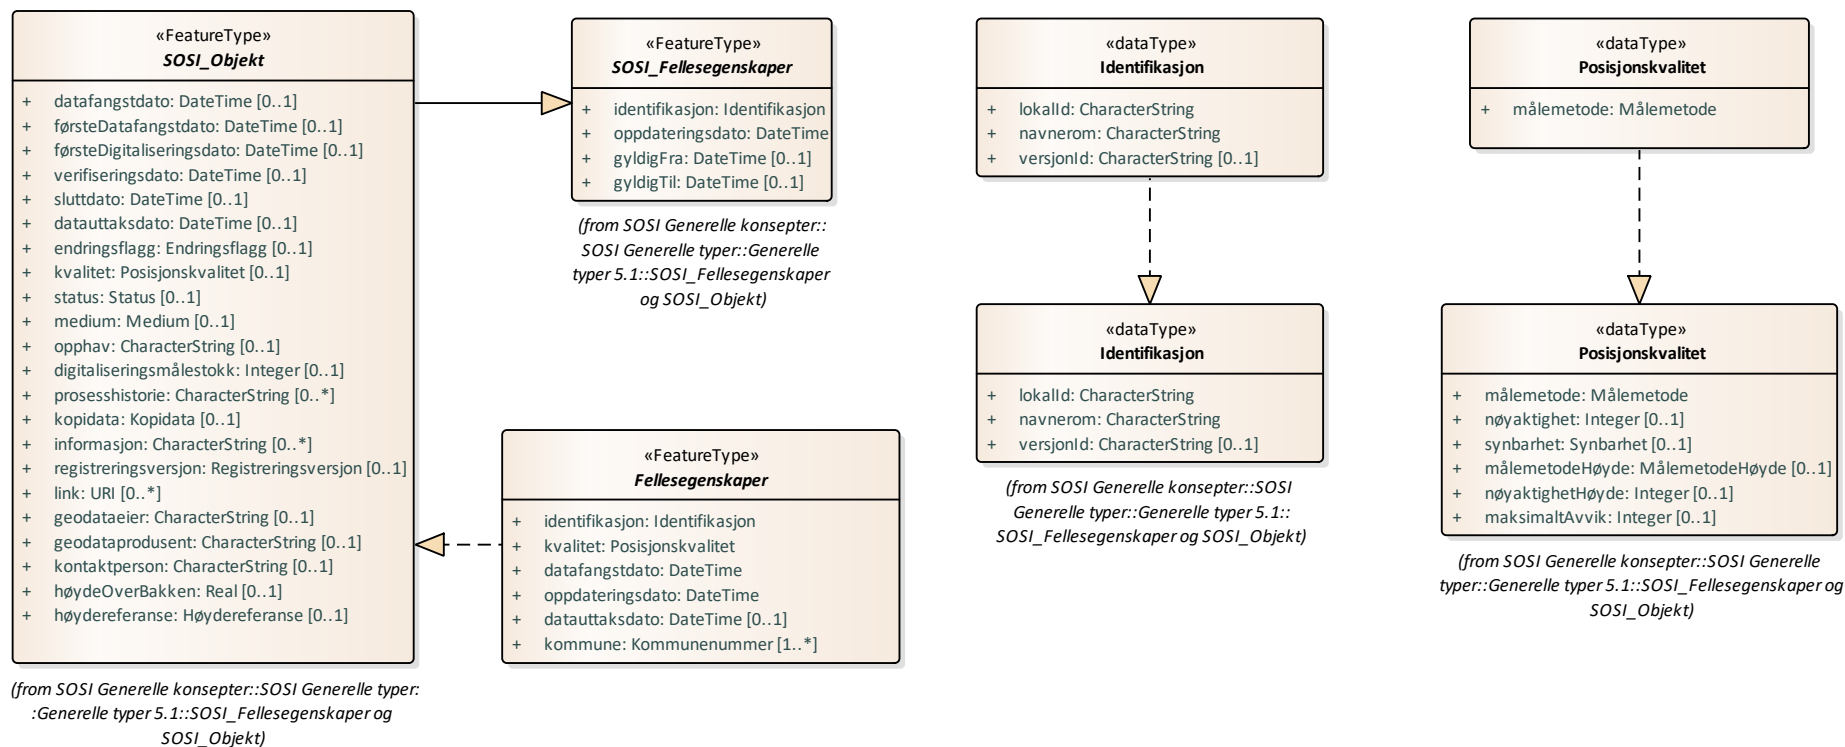 «FeatureType»
SOSI_Objekt
+ datafangstdato: DateTime [0..1]
+ førsteDatafangstdato: DateTime [0..1]
+ førsteDigitaliseringsdato: DateTime [0..1]
+ verifiseringsdato: DateTime [0..1]
+ sluttdato: DateTime [0..1]
+ datauttaksdato: DateTime [0..1]
+ endringsflagg: Endringsflagg [0..1]
+ kvalitet: Posisjonskvalitet [0..1]
+ status: Status [0..1]
+ medium: Medium [0..1]
+ opphav: CharacterString [0..1]
+ digitaliseringsmålestokk: Integer [0..1]
+ prosesshistorie: CharacterString [0..*]
+ kopidata: Kopidata [0..1]
+ informasjon: CharacterString [0..*]
+ registreringsversjon: Registreringsversjon [0..1]
+ link: URI [0..*]
+ geodataeier: CharacterString [0..1]
+ geodataprodusent: CharacterString [0..1]
+ kontaktperson: CharacterString [0..1]
+ høydeOverBakken: Real [0..1]
+ høydereferanse: Høydereferanse [0..1]
(from SOSI Generelle konsepter::SOSI Generelle typer:
:Generelle typer 5.1::SOSI_Fellesegenskaper og
SOSI_Objekt)
«FeatureType»
SOSI_Fellesegenskaper
+ identifikasjon: Identifikasjon
+ oppdateringsdato: DateTime
+ gyldigFra: DateTime [0..1]
+ gyldigTil: DateTime [0..1]
(from SOSI Generelle konsepter::
SOSI Generelle typer::Generelle
typer 5.1::SOSI_Fellesegenskaper
og SOSI_Objekt)
«FeatureType»
Fellesegenskaper
+ identifikasjon: Identifikasjon
+ kvalitet: Posisjonskvalitet
+ datafangstdato: DateTime
+ oppdateringsdato: DateTime
+ datauttaksdato: DateTime [0..1]
+ kommune: Kommunenummer [1..*]
«dataType»
Identifikasjon
+ lokalId: CharacterString
+ navnerom: CharacterString
+ versjonId: CharacterString [0..1]
«dataType»
Identifikasjon
+ lokalId: CharacterString
+ navnerom: CharacterString
+ versjonId: CharacterString [0..1]
(from SOSI Generelle konsepter::SOSI
Generelle typer::Generelle typer 5.1::
SOSI_Fellesegenskaper og SOSI_Objekt)
«dataType»
Posisjonskvalitet
+ målemetode: Målemetode
«dataType»
Posisjonskvalitet
+ målemetode: Målemetode
+ nøyaktighet: Integer [0..1]
+ synbarhet: Synbarhet [0..1]
+ målemetodeHøyde: MålemetodeHøyde [0..1]
+ nøyaktighetHøyde: Integer [0..1]
+ maksimaltAvvik: Integer [0..1]
(from SOSI Generelle konsepter::SOSI Generelle
typer::Generelle typer 5.1::SOSI_Fellesegenskaper og
SOSI_Objekt)